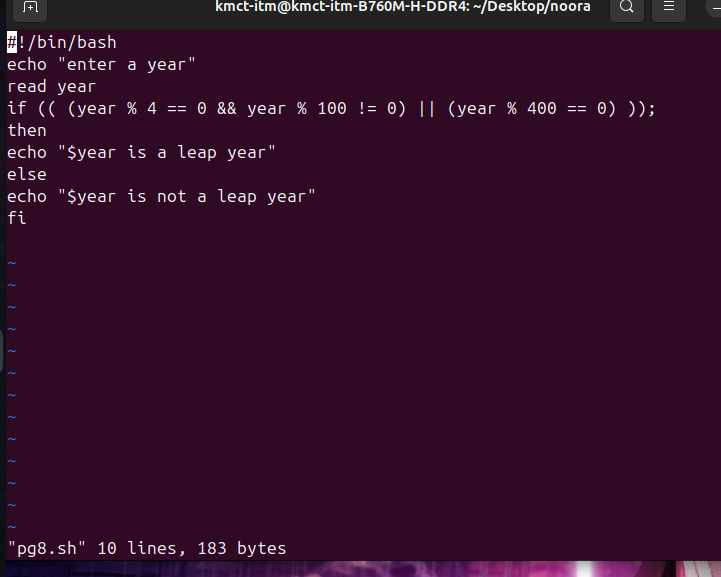 kmct-itm@kmct-itm-B760M-H-DDR4: ~/Desktop/noora
#!/bin/bash
echo "enter a year"
read year
if (( (year % 4 == 0 && year % 100 != 0) || (year % 400 == 0) ));
then
echo "$year is a leap year"
else
echo "$year is not a leap year"
fi
~
~
~
~
~
~
~
~
~
~
~
~
~
"pg8.sh" 10 lines, 183 bytes